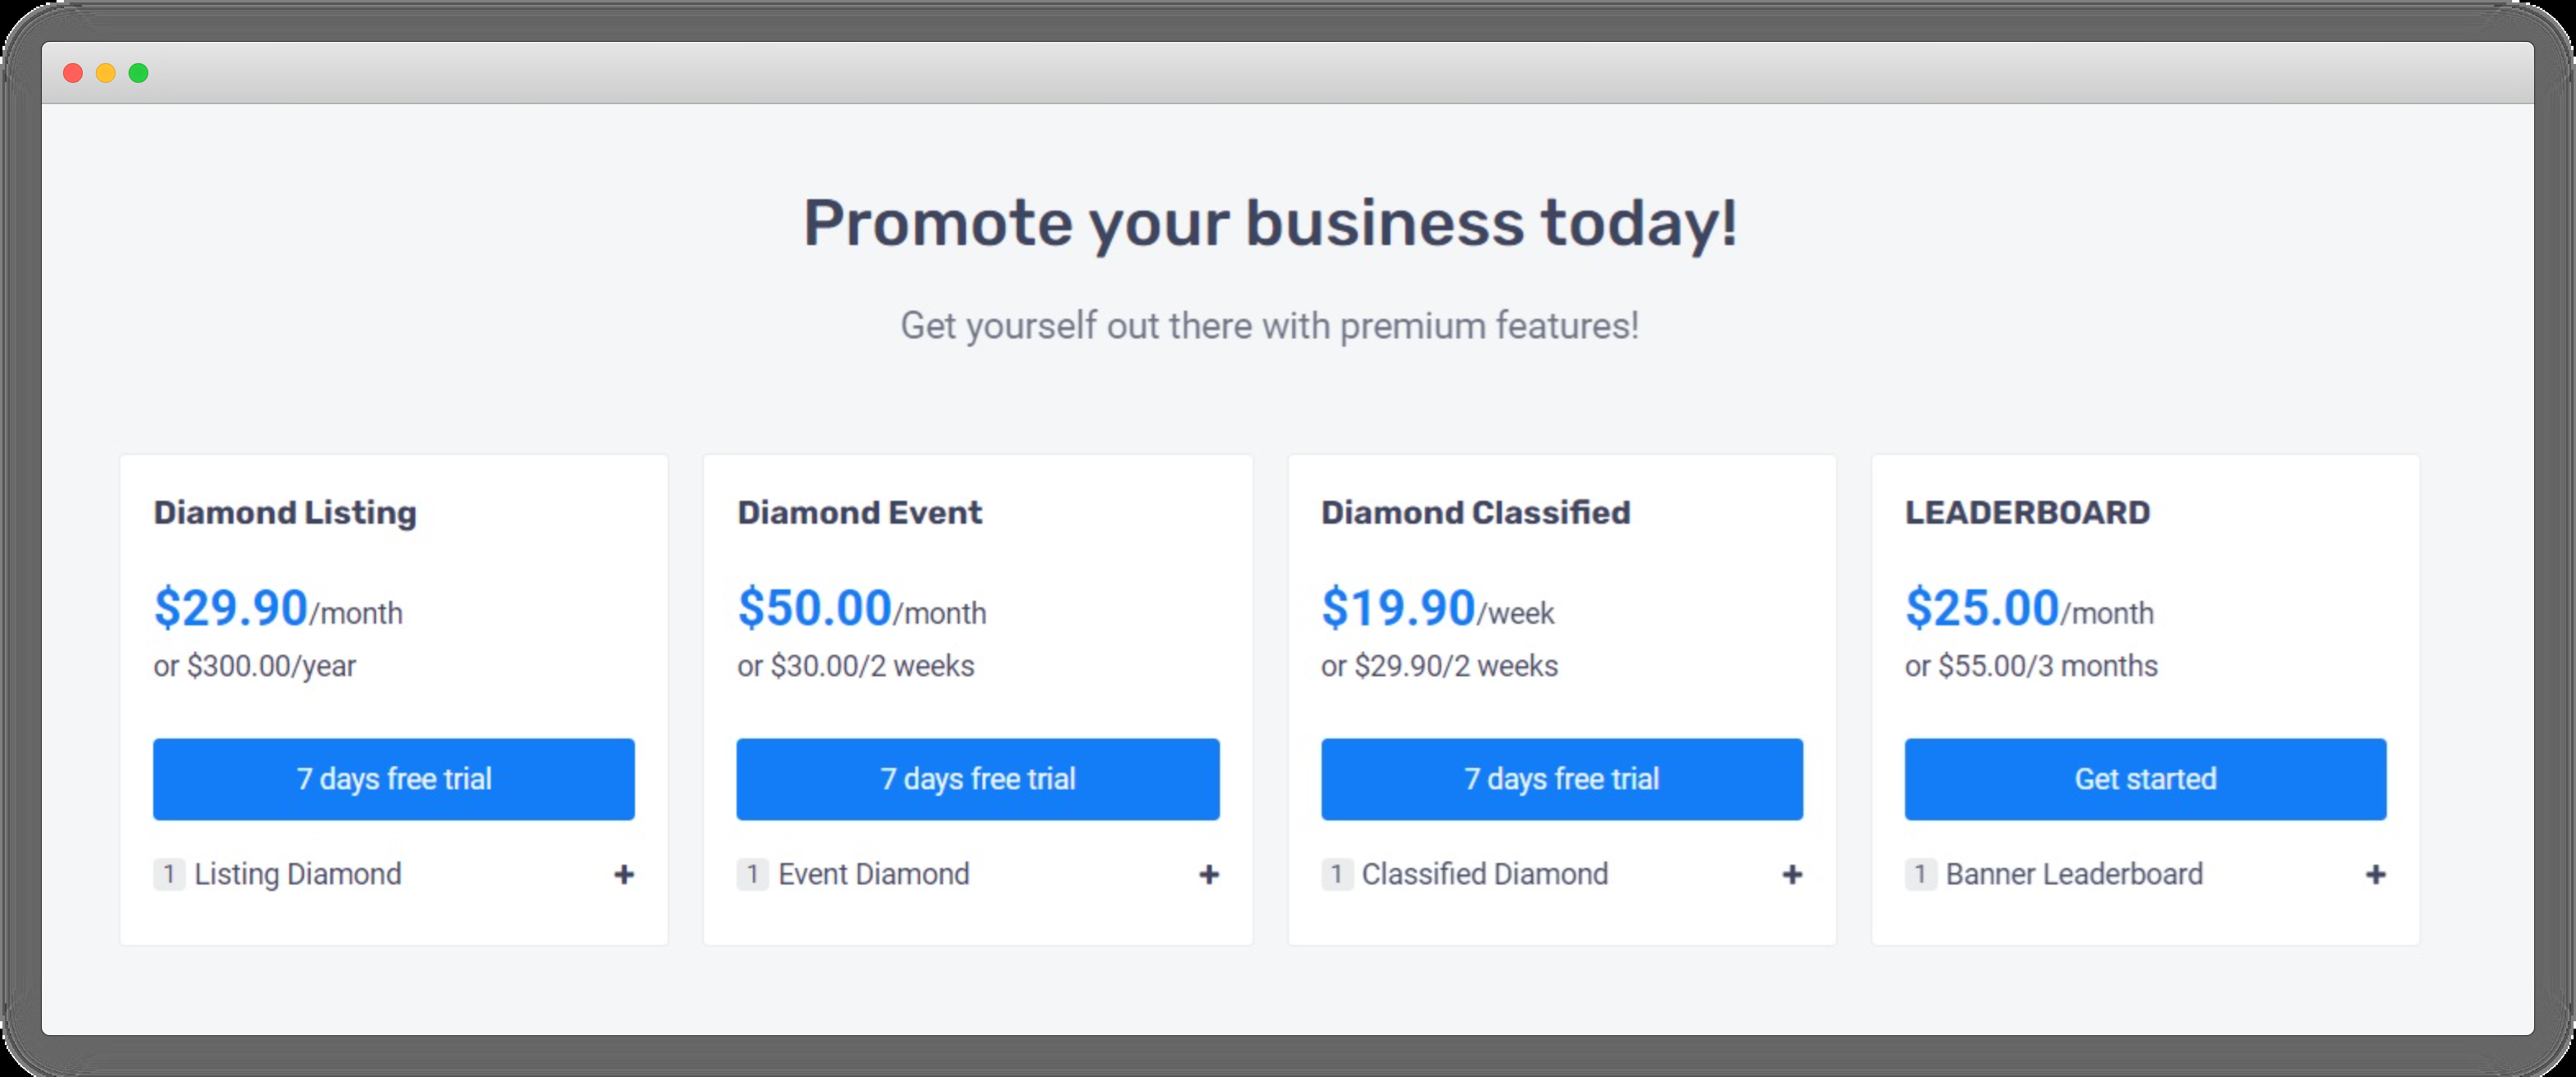 Promote your business today!
Get yourself out there with premium features!
Diamond Listing
$29.90/month
or $300.00/year
7 days free trial
1 Listing Diamond +
Diamond Event
$50.00/month
or $30.00/2 weeks
7 days free trial
1 Event Diamond +
Diamond Classified
$19.90/week
or $29.90/2 weeks
7 days free trial
1 Classified Diamond +
LEADERBOARD
$25.00/month
or $55.00/3 months
Get started
1 Banner Leaderboard +